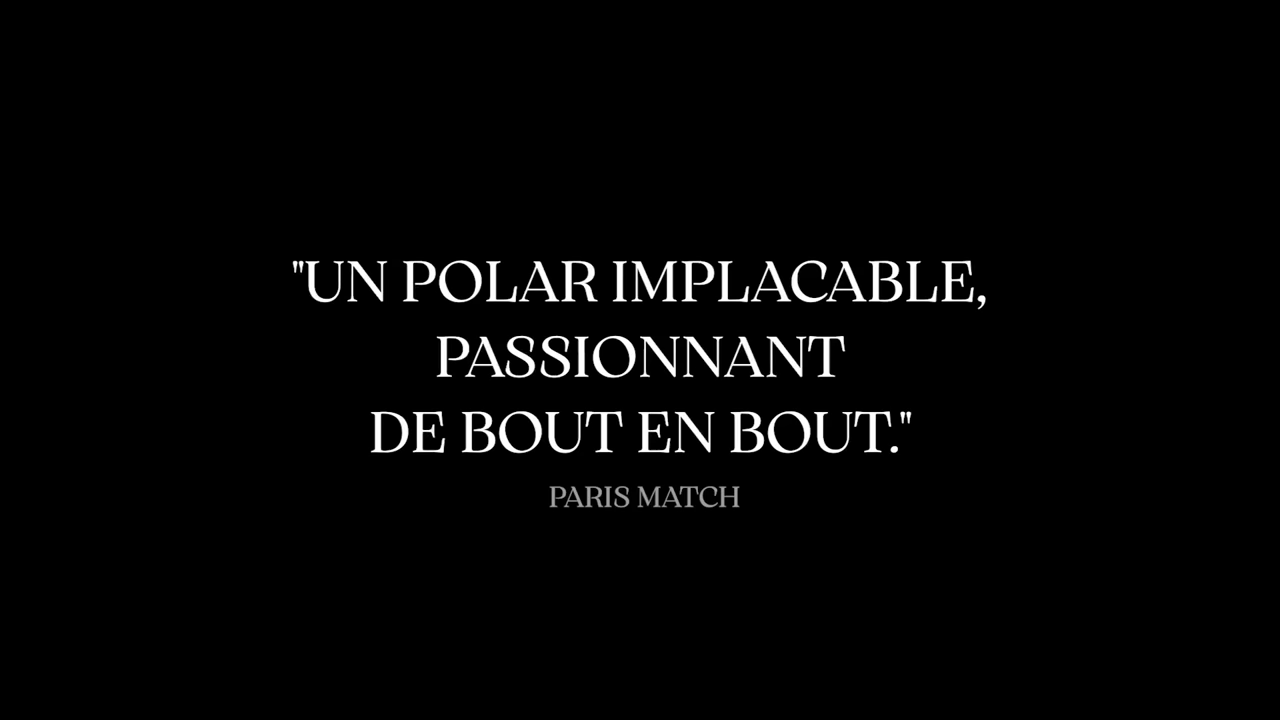 "UN POLAR IMPLACABLE,
PASSIONNANT
DE BOUT EN BOUT."
PARIS MATCH